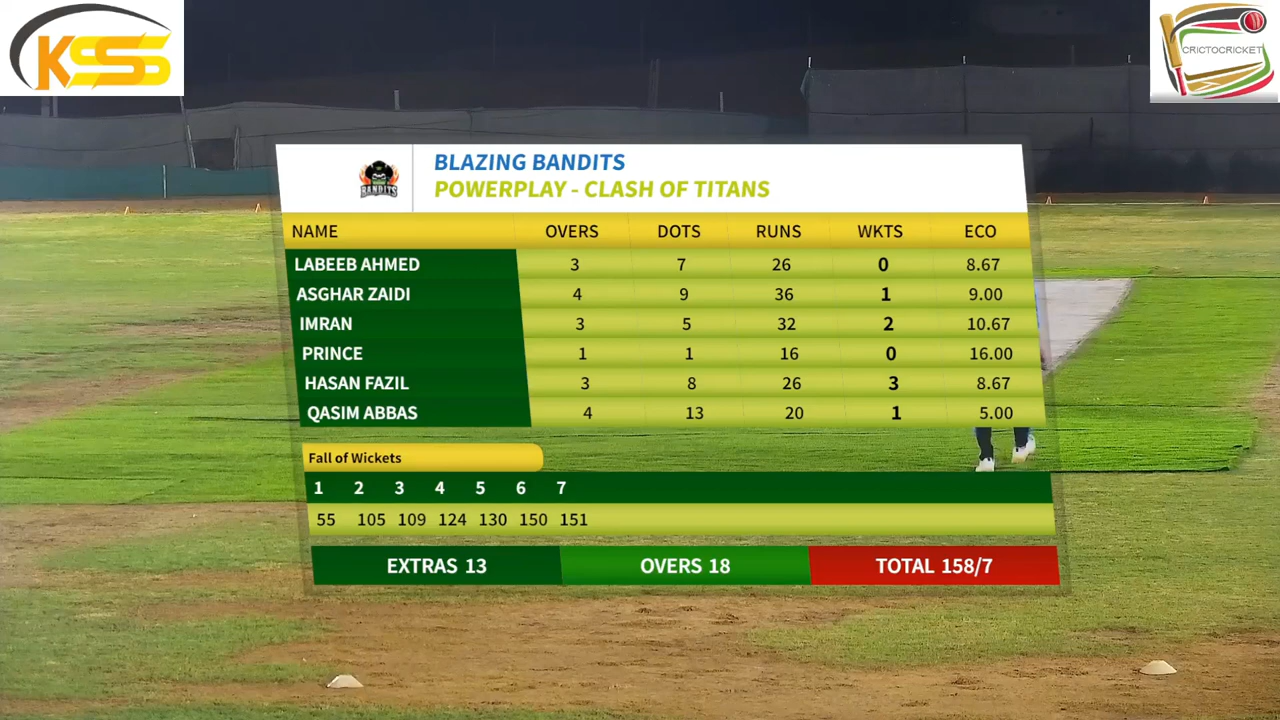 KSS
CRICTOCRICKET
BANDITS
BLAZING BANDITS
POWERPLAY - CLASH OF TITANS
NAME OVERS DOTS RUNS WKTS ECO
LABEEB AHMED 3 7 26 0 8.67
ASGHAR ZAIDI 4 9 36 1 9.00
IMRAN 3 5 32 2 10.67
PRINCE 1 1 16 0 16.00
HASAN FAZIL 3 8 26 3 8.67
QASIM ABBAS 4 13 20 1 5.00
Fall of Wickets
1 2 3 4 5 6 7
55 105 109 124 130 150 151
EXTRAS 13 OVERS 18 TOTAL 158/7